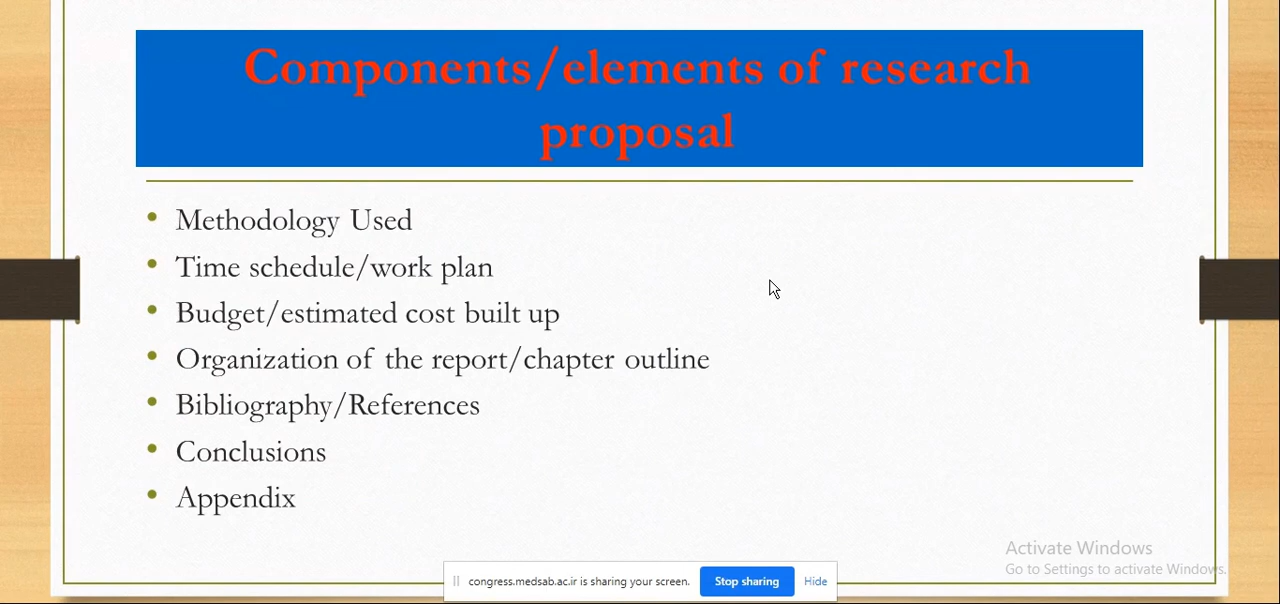 Components/elements of research
proposal
Methodology Used
Time schedule/work plan
Budget/estimated cost built up
Organization of the report/chapter outline
Bibliography/References
Conclusions
Appendix
Activate Windows
Go to Settings to activate Windows.
congress.medsab.ac.ir is sharing your screen. Stop sharing Hide